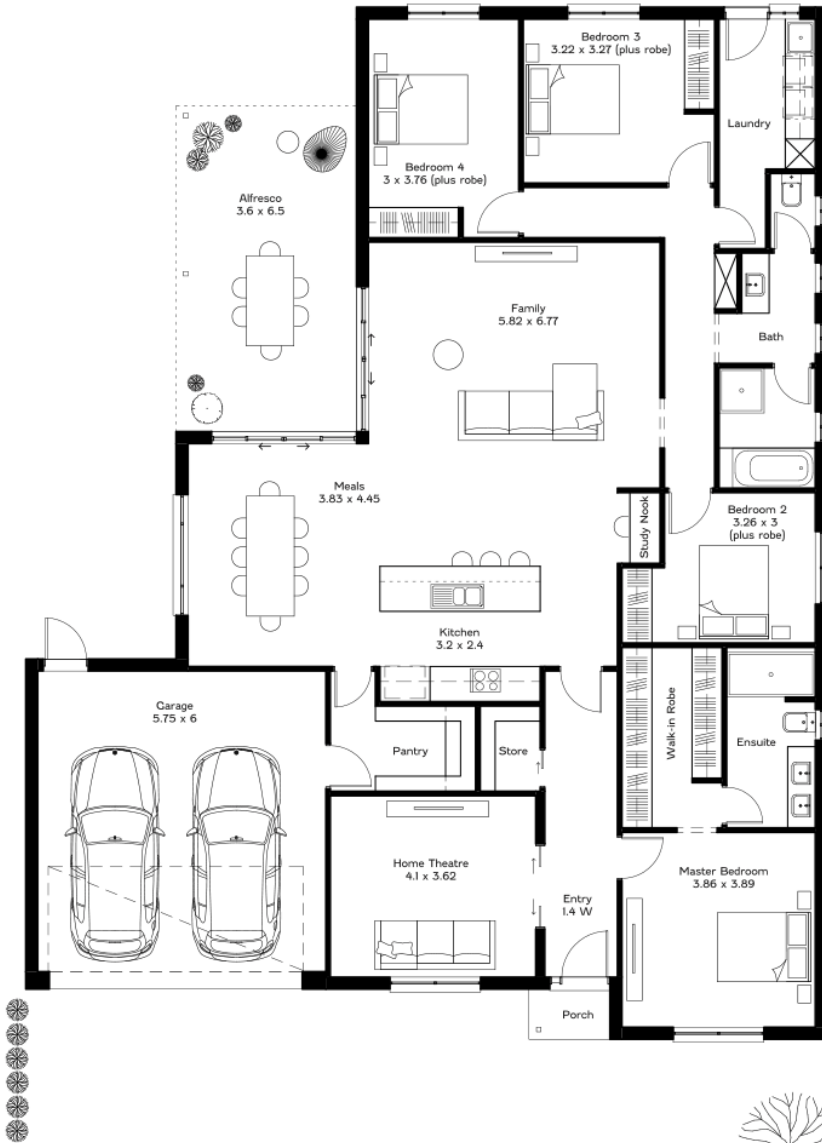 Bedroom 3
3.22 x 3.27 (plus robe)
Laundry
Bedroom 4
3 x 3.76 (plus robe)
Alfresco
3.6 x 6.5
Family
5.82 x 6.77
Bath
Meals
3.83 x 4.45
Study Nook
Bedroom 2
3.26 x 3
(plus robe)
Kitchen
3.2 x 2.4
Garage
5.75 x 6
Pantry
Store
Walk-in Robe
Ensuite
Home Theatre
4.1 x 3.62
Entry
1.4 W
Master Bedroom
3.86 x 3.89
Porch